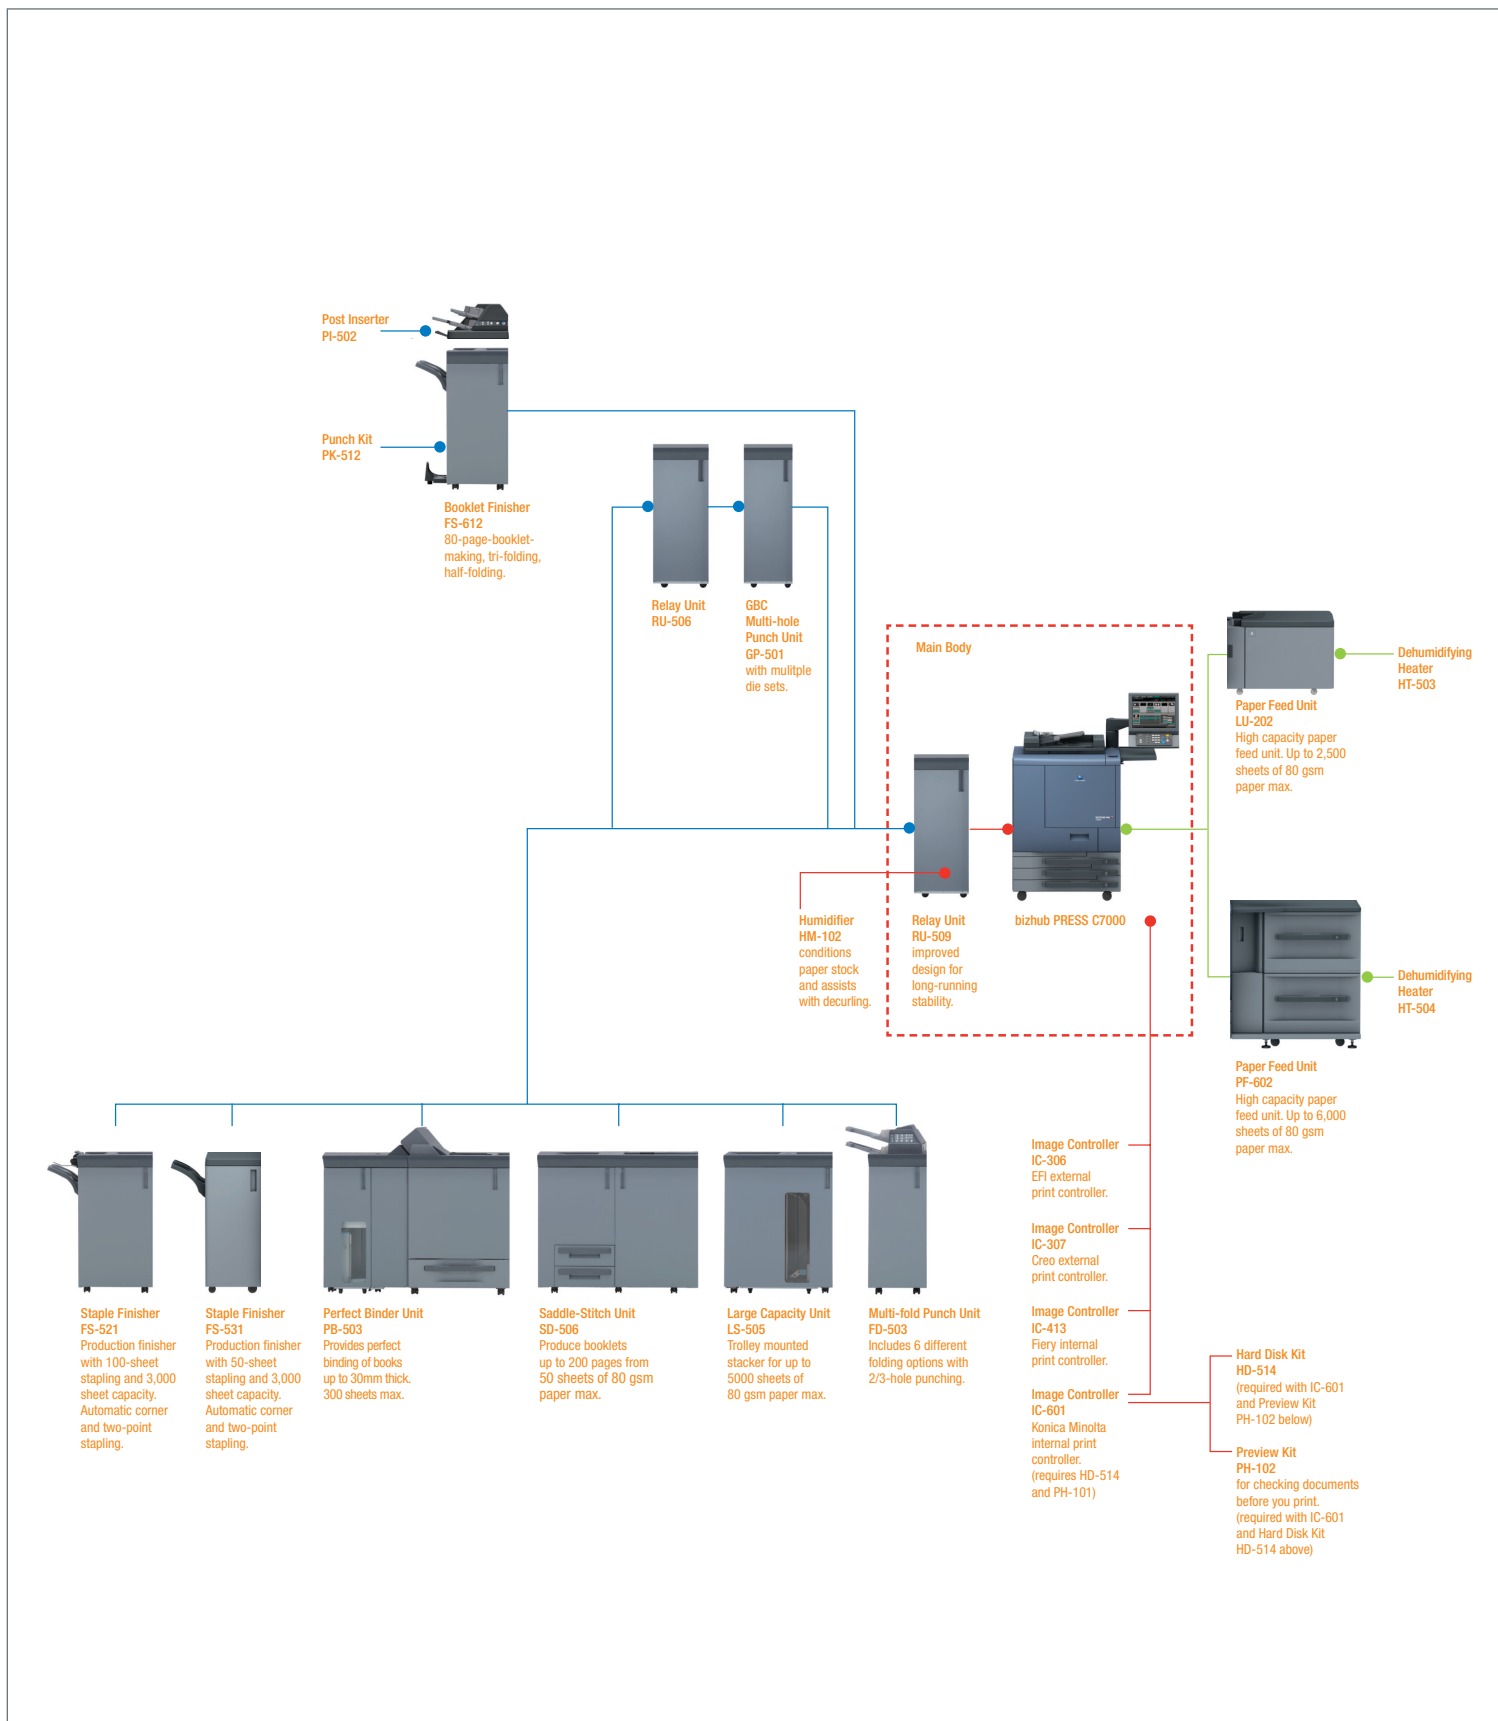 Post Inserter
PI-502
Punch Kit
PK-512
Booklet Finisher
FS-612
80-page-booklet-
making, tri-folding,
half-folding.
Relay Unit
RU-506
GBC
Multi-hole
Punch Unit
GP-501
with mulitple
die sets.
Main Body
Humidifier
HM-102
conditions
paper stock
and assists
with decurling.
Relay Unit
RU-509
improved
design for
long-running
stability.
bizhub PRESS C7000
Paper Feed Unit
LU-202
High capacity paper
feed unit. Up to 2,500
sheets of 80 gsm
paper max.
Dehumidifying
Heater
HT-503
Dehumidifying
Heater
HT-504
Paper Feed Unit
PF-602
High capacity paper
feed unit. Up to 6,000
sheets of 80 gsm
paper max.
Staple Finisher
FS-521
Production finisher
with 100-sheet
stapling and 3,000
sheet capacity.
Automatic corner
and two-point
stapling.
Staple Finisher
FS-531
Production finisher
with 50-sheet
stapling and 3,000
sheet capacity.
Automatic corner
and two-point
stapling.
Perfect Binder Unit
PB-503
Provides perfect
binding of books
up to 30mm thick.
300 sheets max.
Saddle-Stitch Unit
SD-506
Produce booklets
up to 200 pages from
50 sheets of 80 gsm
paper max.
Large Capacity Unit
LS-505
Trolley mounted
stacker for up to
5000 sheets of
80 gsm paper max.
Multi-fold Punch Unit
FD-503
Includes 6 different
folding options with
2/3-hole punching.
Image Controller
IC-306
EFI external
print controller.
Image Controller
IC-307
Creo external
print controller.
Image Controller
IC-413
Fiery internal
print controller.
Image Controller
IC-601
Konica Minolta
internal print
controller.
(requires HD-514
and PH-101)
Hard Disk Kit
HD-514
(required with IC-601
and Preview Kit
PH-102 below)
Preview Kit
PH-102
for checking documents
before you print.
(required with IC-601
and Hard Disk Kit
HD-514 above)